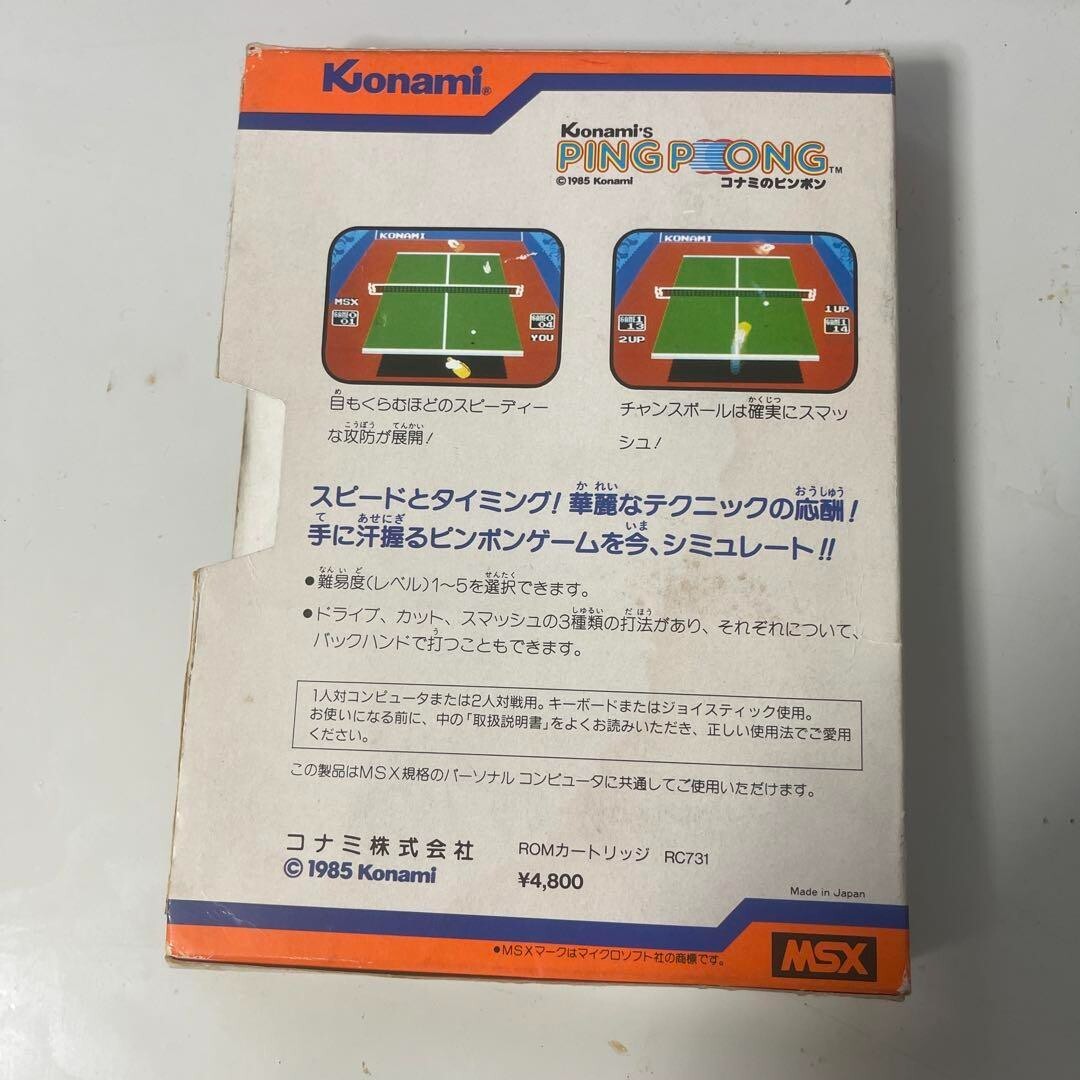 Konami®
Konami's
PING PONG™
©1985 Konami
コナミのピンポン
KONAMI
MSX
GAME 0
01
GAME 0
04
YOU
KONAMI
GAME 1
13
2UP
1UP
GAME 1
14
目もくらむほどのスピーディー
な攻防が展開!
チャンスボールは確実にスマッ
シュ!
スピードとタイミング!華麗なテクニックの応酬!
手に汗握るピンポンゲームを今、シミュレート!!
●難易度(レベル)1~5を選択できます。
●ドライブ、カット、スマッシュの3種類の打法があり、それぞれについて、
バックハンドで打つこともできます。
1人対コンピュータまたは2人対戦用。キーボードまたはジョイスティック使用。
お使いになる前に、中の「取扱説明書」をよくお読みいただき、正しい使用法でご愛用
ください。
この製品はMSX規格のパーソナル コンピュータに共通してご使用いただけます。
コナミ株式会社
© 1985 Konami
ROMカートリッジ RC731
¥4,800
Made in Japan
●MSXマークはマイクロソフト社の商標です。
MSX